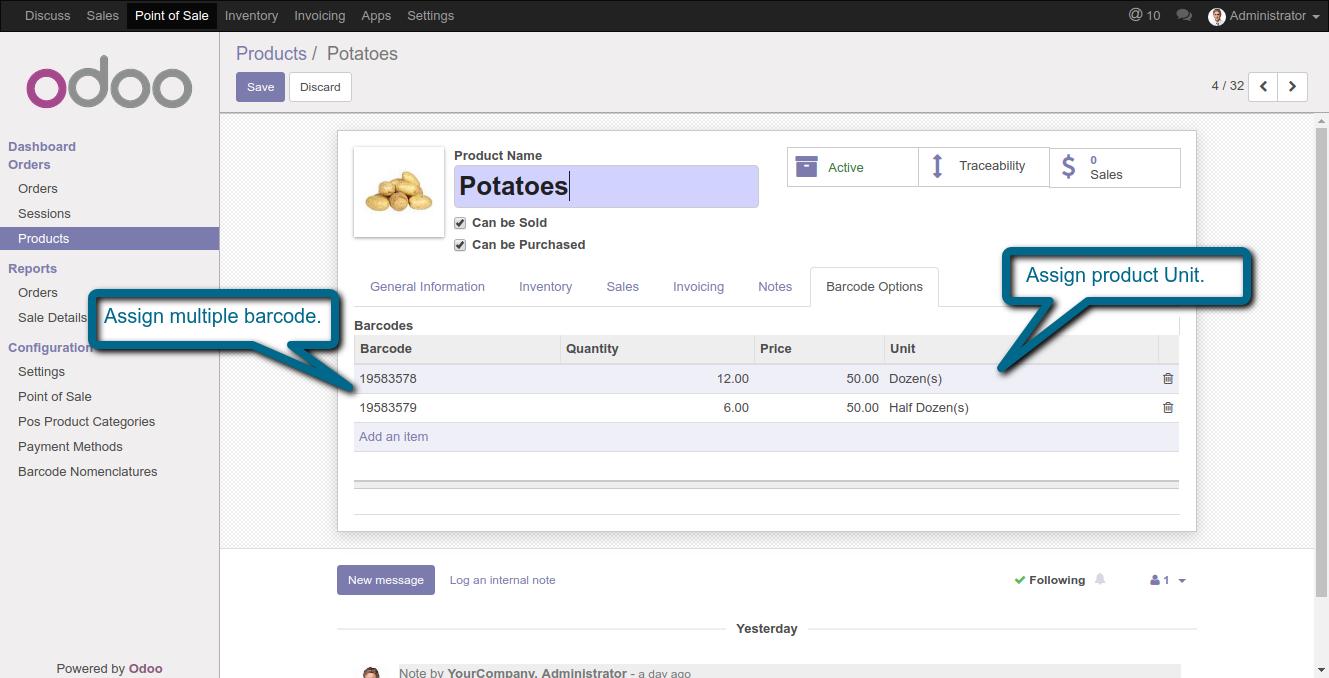 Discuss Sales Point of Sale Inventory Invoicing Apps Settings @ 10 Administrator
odoo
Products / Potatoes
Save Discard
4 / 32
Dashboard
Orders
Orders
Sessions
Products
Reports
Orders
Sale Details
Configuration
Settings
Point of Sale
Pos Product Categories
Payment Methods
Barcode Nomenclatures
Powered by Odoo
Product Name
Potatoes
Can be Sold
Can be Purchased
Active
Traceability
$ 0
Sales
Assign product Unit.
Assign multiple barcode.
General Information Inventory Sales Invoicing Notes Barcode Options
Barcodes
Barcode Quantity Price Unit
19583578 12.00 50.00 Dozen(s)
19583579 6.00 50.00 Half Dozen(s)
Add an item
New message Log an internal note Following 1
Yesterday
Note by YourCompany, Administrator - a day ago